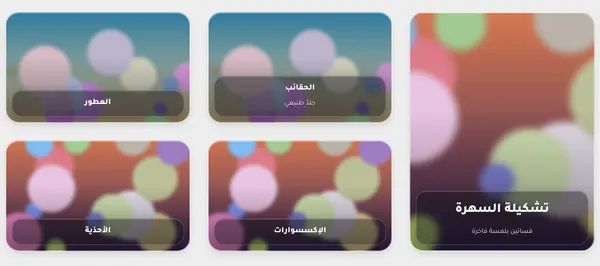 تشكيلة السهرة
فساتين بلمسة فاخرة
الحقائب
جلدٌ طبيعي
العطور
الإكسسوارات
الأحذية